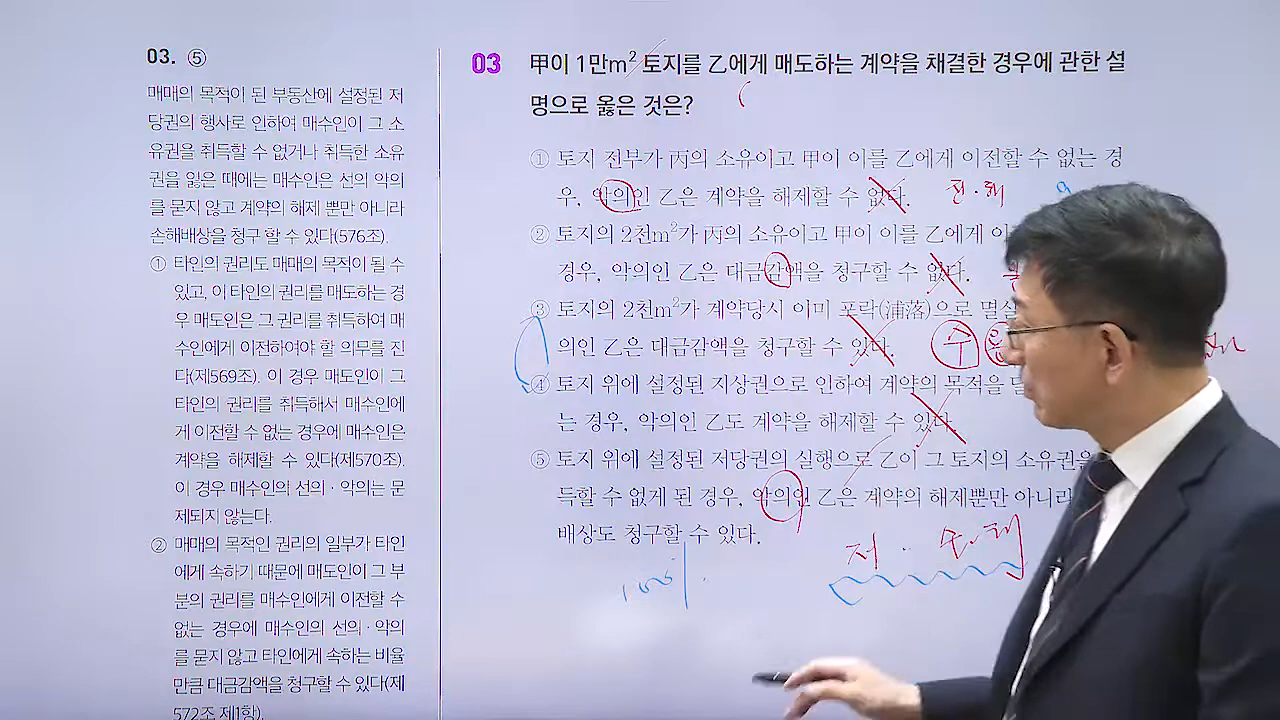 03. ⑤
매매의 목적이 된 부동산에 설정된 저
당권의 행사로 인하여 매수인이 그 소
유권을 취득할 수 없거나 취득한 소유
권을 잃은 때에는 매수인은 선의 악의
를 묻지 않고 계약의 해제 뿐만 아니라
손해배상을 청구 할 수 있다(576조).
① 타인의 권리도 매매의 목적이 될 수
있고, 이 타인의 권리를 매도하는 경
우 매도인은 그 권리를 취득하여 매
수인에게 이전하여야 할 의무를 진
다(제569조). 이 경우 매도인이 그
타인의 권리를 취득해서 매수인에
게 이전할 수 없는 경우에 매수인은
계약을 해제할 수 있다(제570조).
이 경우 매수인의 선의·악의는 문
제되지 않는다.
② 매매의 목적인 권리의 일부가 타인
에게 속하기 때문에 매도인이 그 부
분의 권리를 매수인에게 이전할 수
없는 경우에 매수인의 선의·악의
를 묻지 않고 타인에게 속하는 비율
만큼 대금감액을 청구할 수 있다(제
572조 제1항).
03 甲이 1만m² 토지를 乙에게 매도하는 계약을 채결한 경우에 관한 설
명으로 옳은 것은?
① 토지 전부가 丙의 소유이고 甲이 이를 乙에게 이전할 수 없는 경
우, 악의인 乙은 계약을 해제할 수 없다. 전·해
② 토지의 2천m²가 丙의 소유이고 甲이 이를 乙에게 이
경우, 악의인 乙은 대금감액을 청구할 수 없다.
③ 토지의 2천m²가 계약당시 이미 포락(浦落)으로 멸실
의인 乙은 대금감액을 청구할 수 있다. 수
④ 토지 위에 설정된 지상권으로 인하여 계약의 목적을 달
는 경우, 악의인 乙도 계약을 해제할 수 있다.
⑤ 토지 위에 설정된 저당권의 실행으로 乙이 그 토지의 소유권을
득할 수 없게 된 경우, 악의인 乙은 계약의 해제뿐만 아니라
배상도 청구할 수 있다.
저 · 손·해
100%.